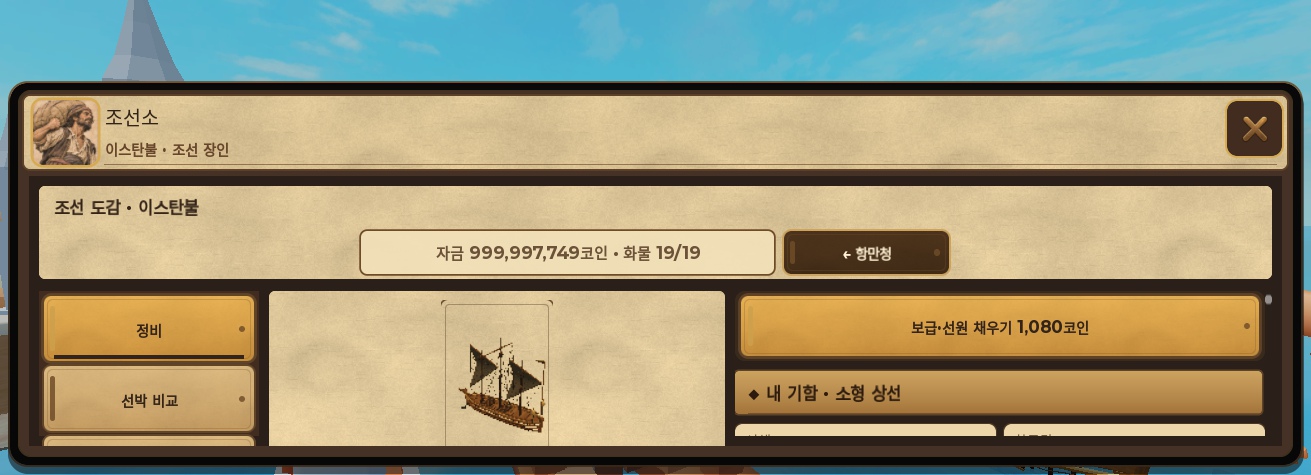 조선소
이스탄불 • 조선 장인
조선 도감 • 이스탄불
자금 999,997,749코인 • 화물 19/19
← 항만청
정비
보급•선원 채우기 1,080코인
선박 비교
◆ 내 기함 • 소형 상선